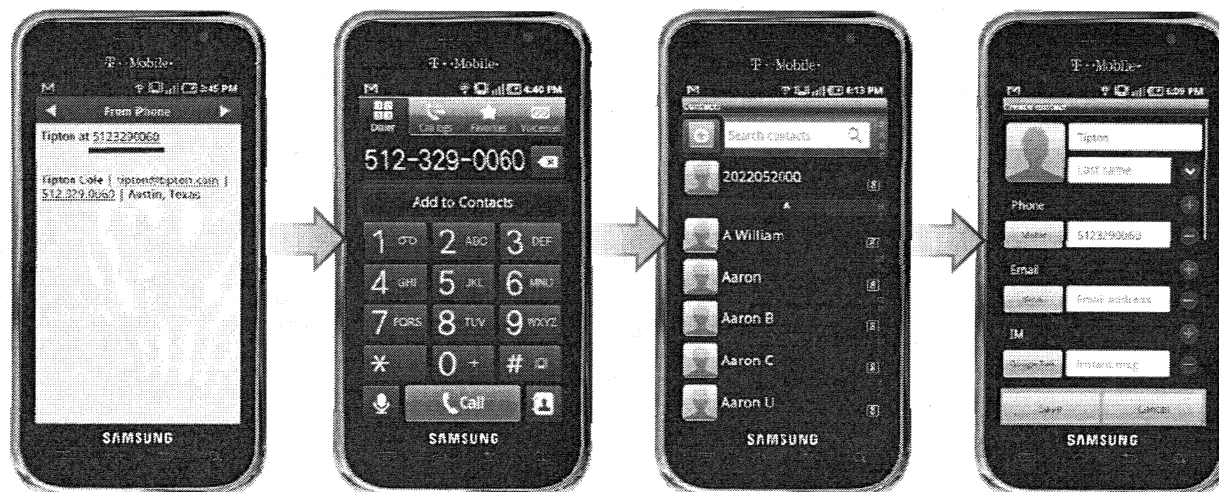 T··Mobile·
2:45 PM
From iPhone
Tipton at 5123290060
Tipton Cole | tipton@tipton.com |
512.329.0060 | Austin, Texas
SAMSUNG
T··Mobile·
4:40 PM
Dialer Call logs Favorites Voicemail
512-329-0060
Add to Contacts
1 2 ABC 3 DEF
4 GHI 5 JKL 6 MNO
7 PQRS 8 TUV 9 WXYZ
* 0 + #
Call
SAMSUNG
T··Mobile·
6:13 PM
Contacts
Search contacts
2022052000
A William
Aaron
Aaron B
Aaron C
Aaron U
SAMSUNG
T··Mobile·
6:09 PM
Create contact
Tipton
Last name
Phone
Mobile 5123290060
Email
Email address
IM
Google Talk Instant msg
Save Cancel
SAMSUNG